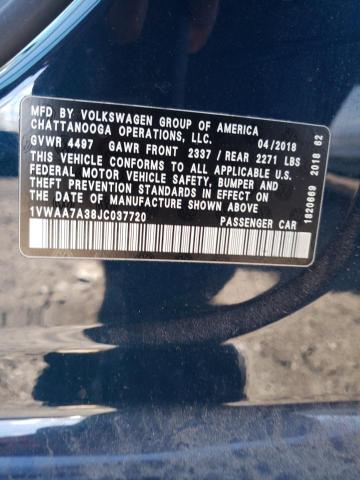 MFD BY VOLKSWAGEN GROUP OF AMERICA
CHATTANOOGA OPERATIONS, LLC. 04/2018
GVWR 4497 GAWR FRONT 2337 / REAR 2271 LBS
THIS VEHICLE CONFORMS TO ALL APPLICABLE U.S.
FEDERAL MOTOR VEHICLE SAFETY, BUMPER AND
THEFT PREVENTION STANDARDS IN EFFECT ON
THE DATE OF MANUFACTURE SHOWN ABOVE
1VWAA7A38JC037720 PASSENGER CAR
1820669 2018 62